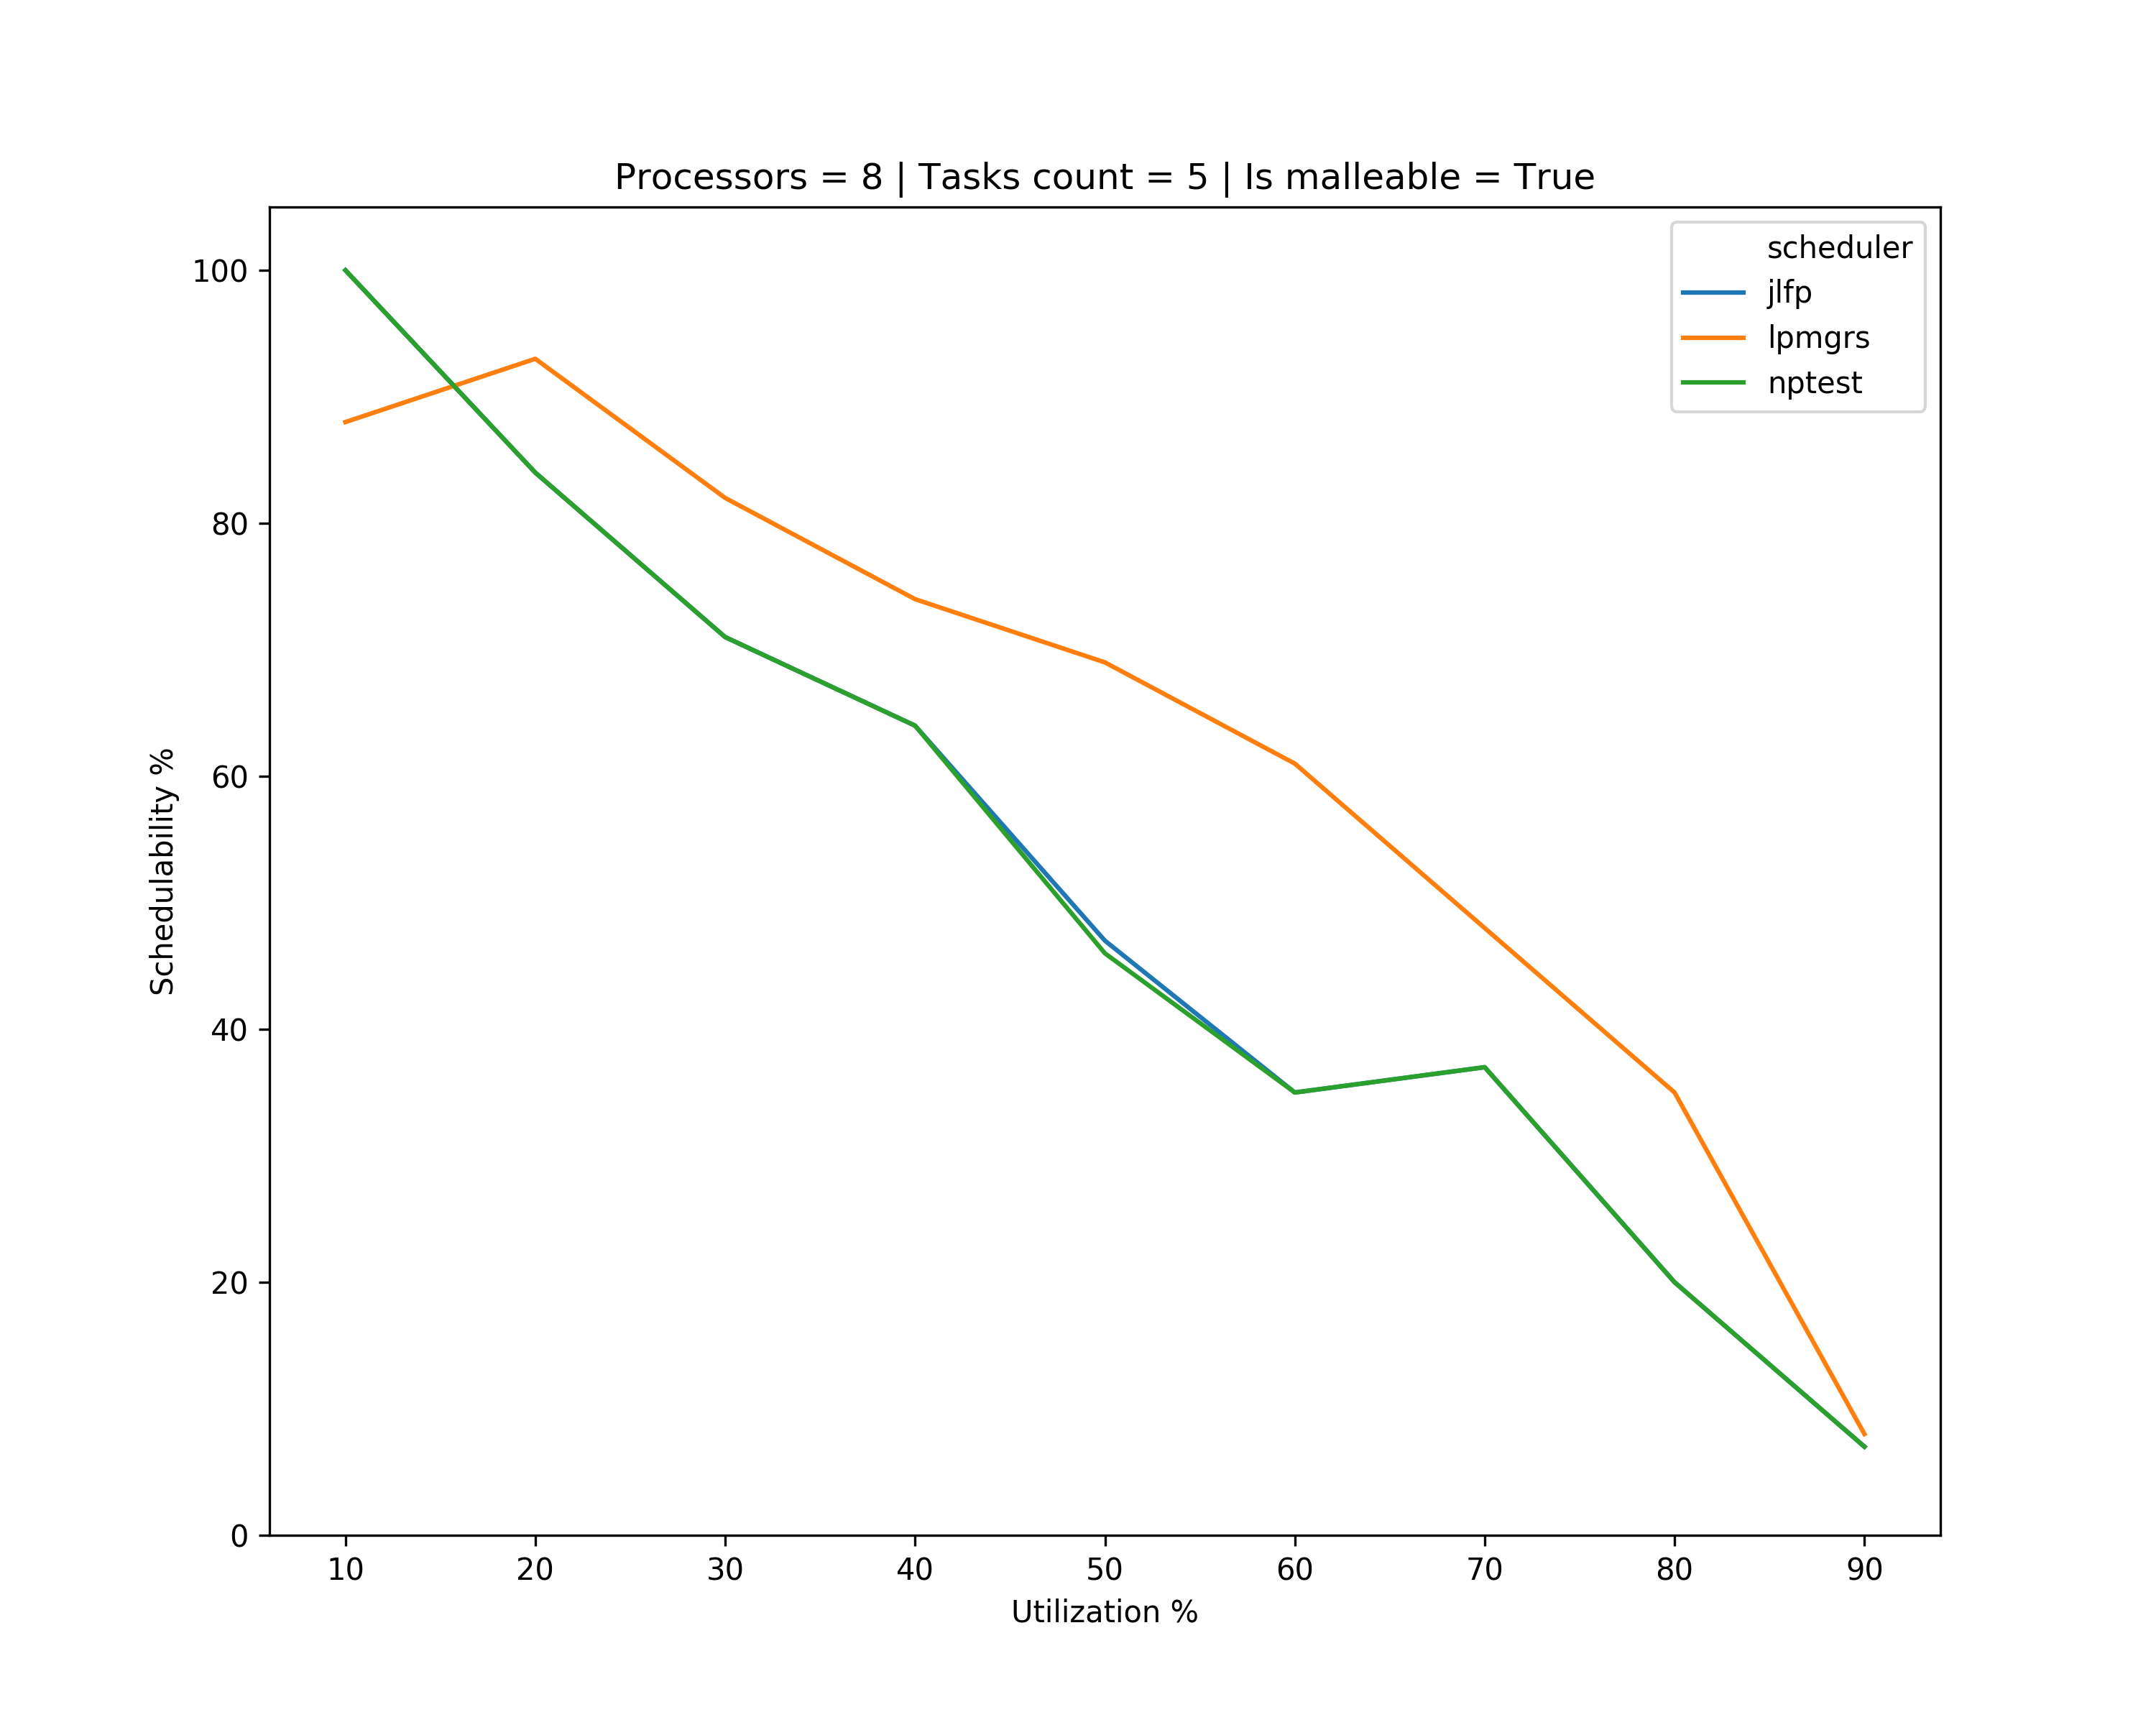 Processors = 8 | Tasks count = 5 | Is malleable = True
scheduler
jlfp
lpmgrs
nptest
Schedulability %
100
80
60
40
20
0
10 20 30 40 50 60 70 80 90
Utilization %